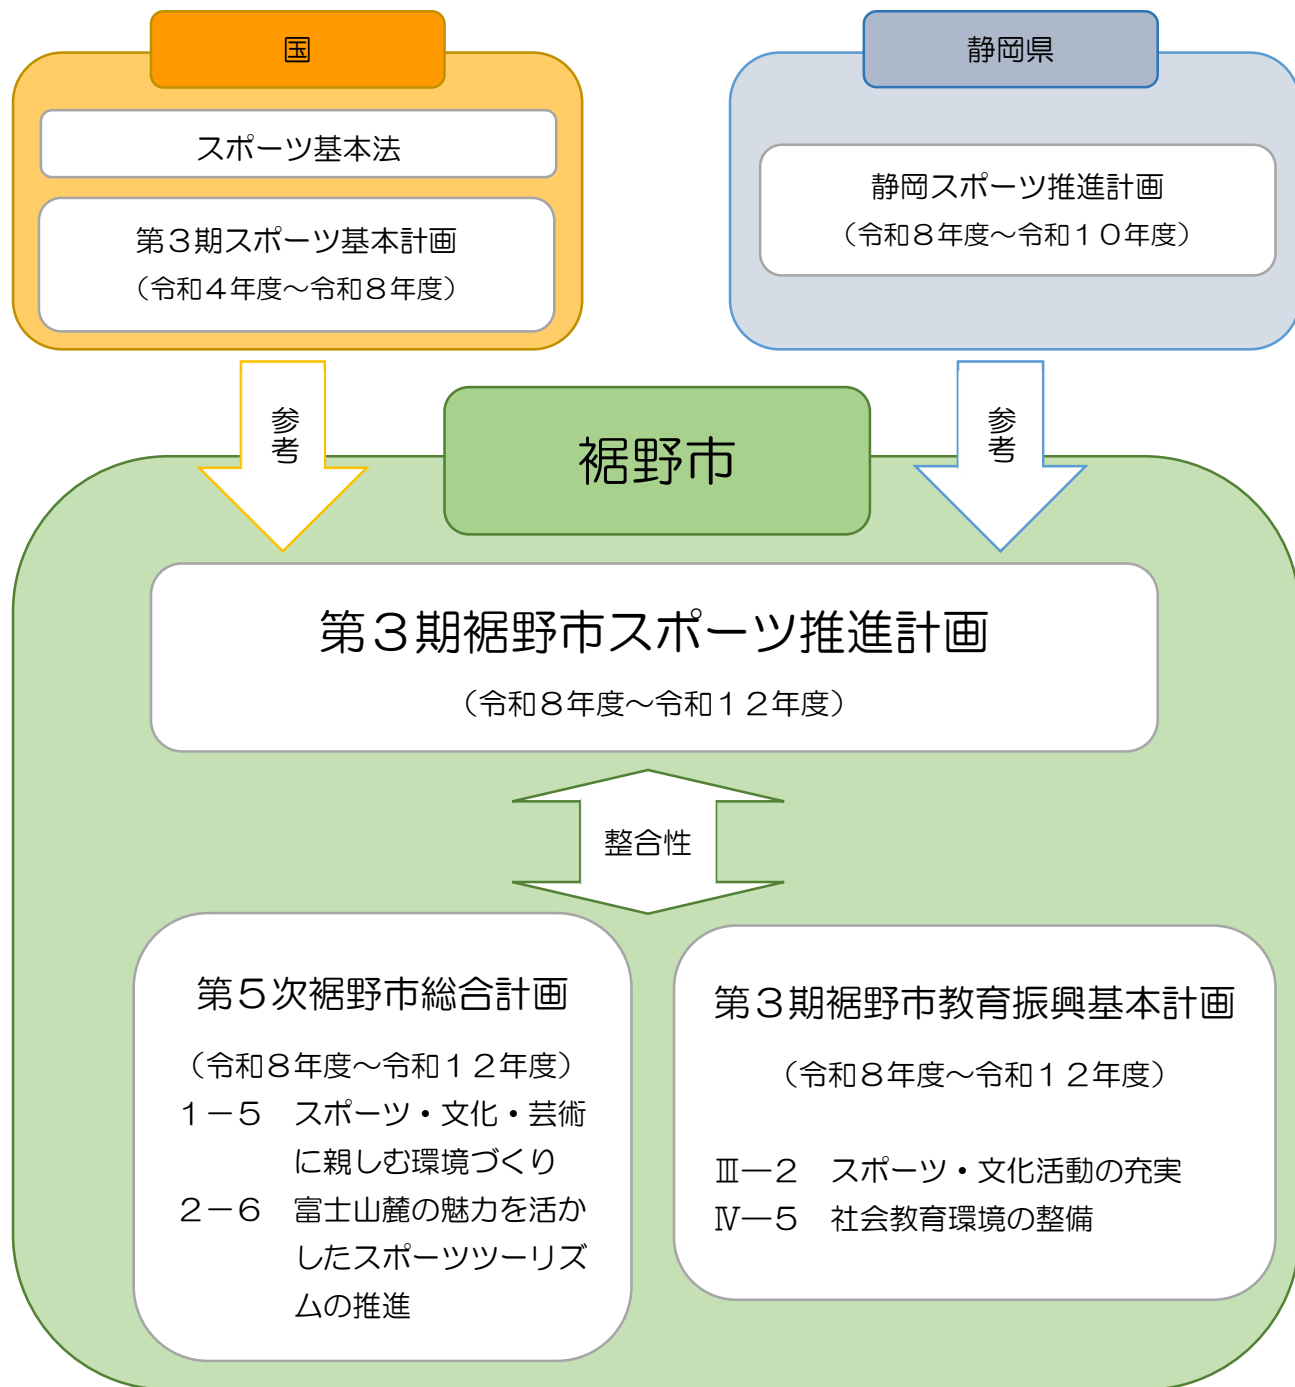 国
スポーツ基本法
第３期スポーツ基本計画
（令和４年度～令和８年度）
静岡県
静岡スポーツ推進計画
（令和８年度～令和１０年度）
参考
参考
裾野市
第３期裾野市スポーツ推進計画
（令和８年度～令和１２年度）
整合性
第５次裾野市総合計画
（令和８年度～令和１２年度）
１－５　スポーツ・文化・芸術
に親しむ環境づくり
２－６　富士山麓の魅力を活か
したスポーツツーリズ
ムの推進
第３期裾野市教育振興基本計画
（令和８年度～令和１２年度）
Ⅲ―２　スポーツ・文化活動の充実
Ⅳ―５　社会教育環境の整備